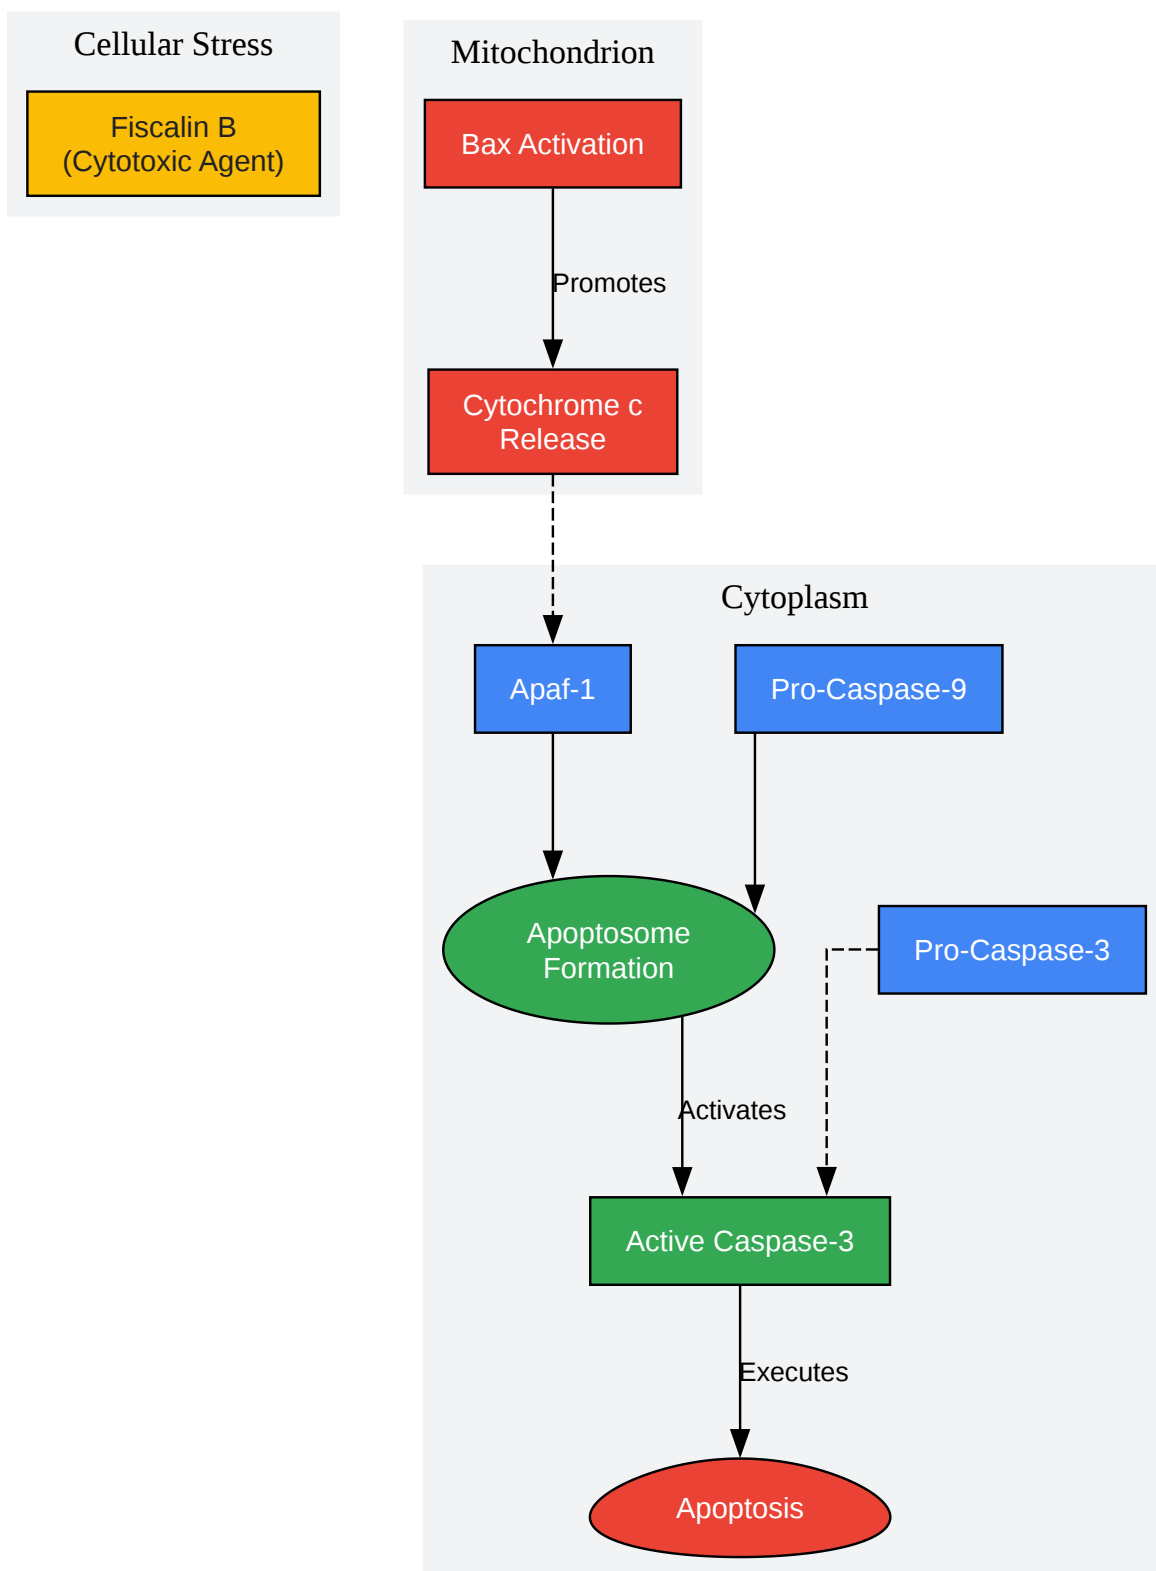 Cellular Stress
Fiscalin B
(Cytotoxic Agent)
Mitochondrion
Bax Activation
Promotes
Cytochrome c
Release
Cytoplasm
Apaf-1
Pro-Caspase-9
Apoptosome
Formation
Pro-Caspase-3
Activates
Active Caspase-3
Executes
Apoptosis